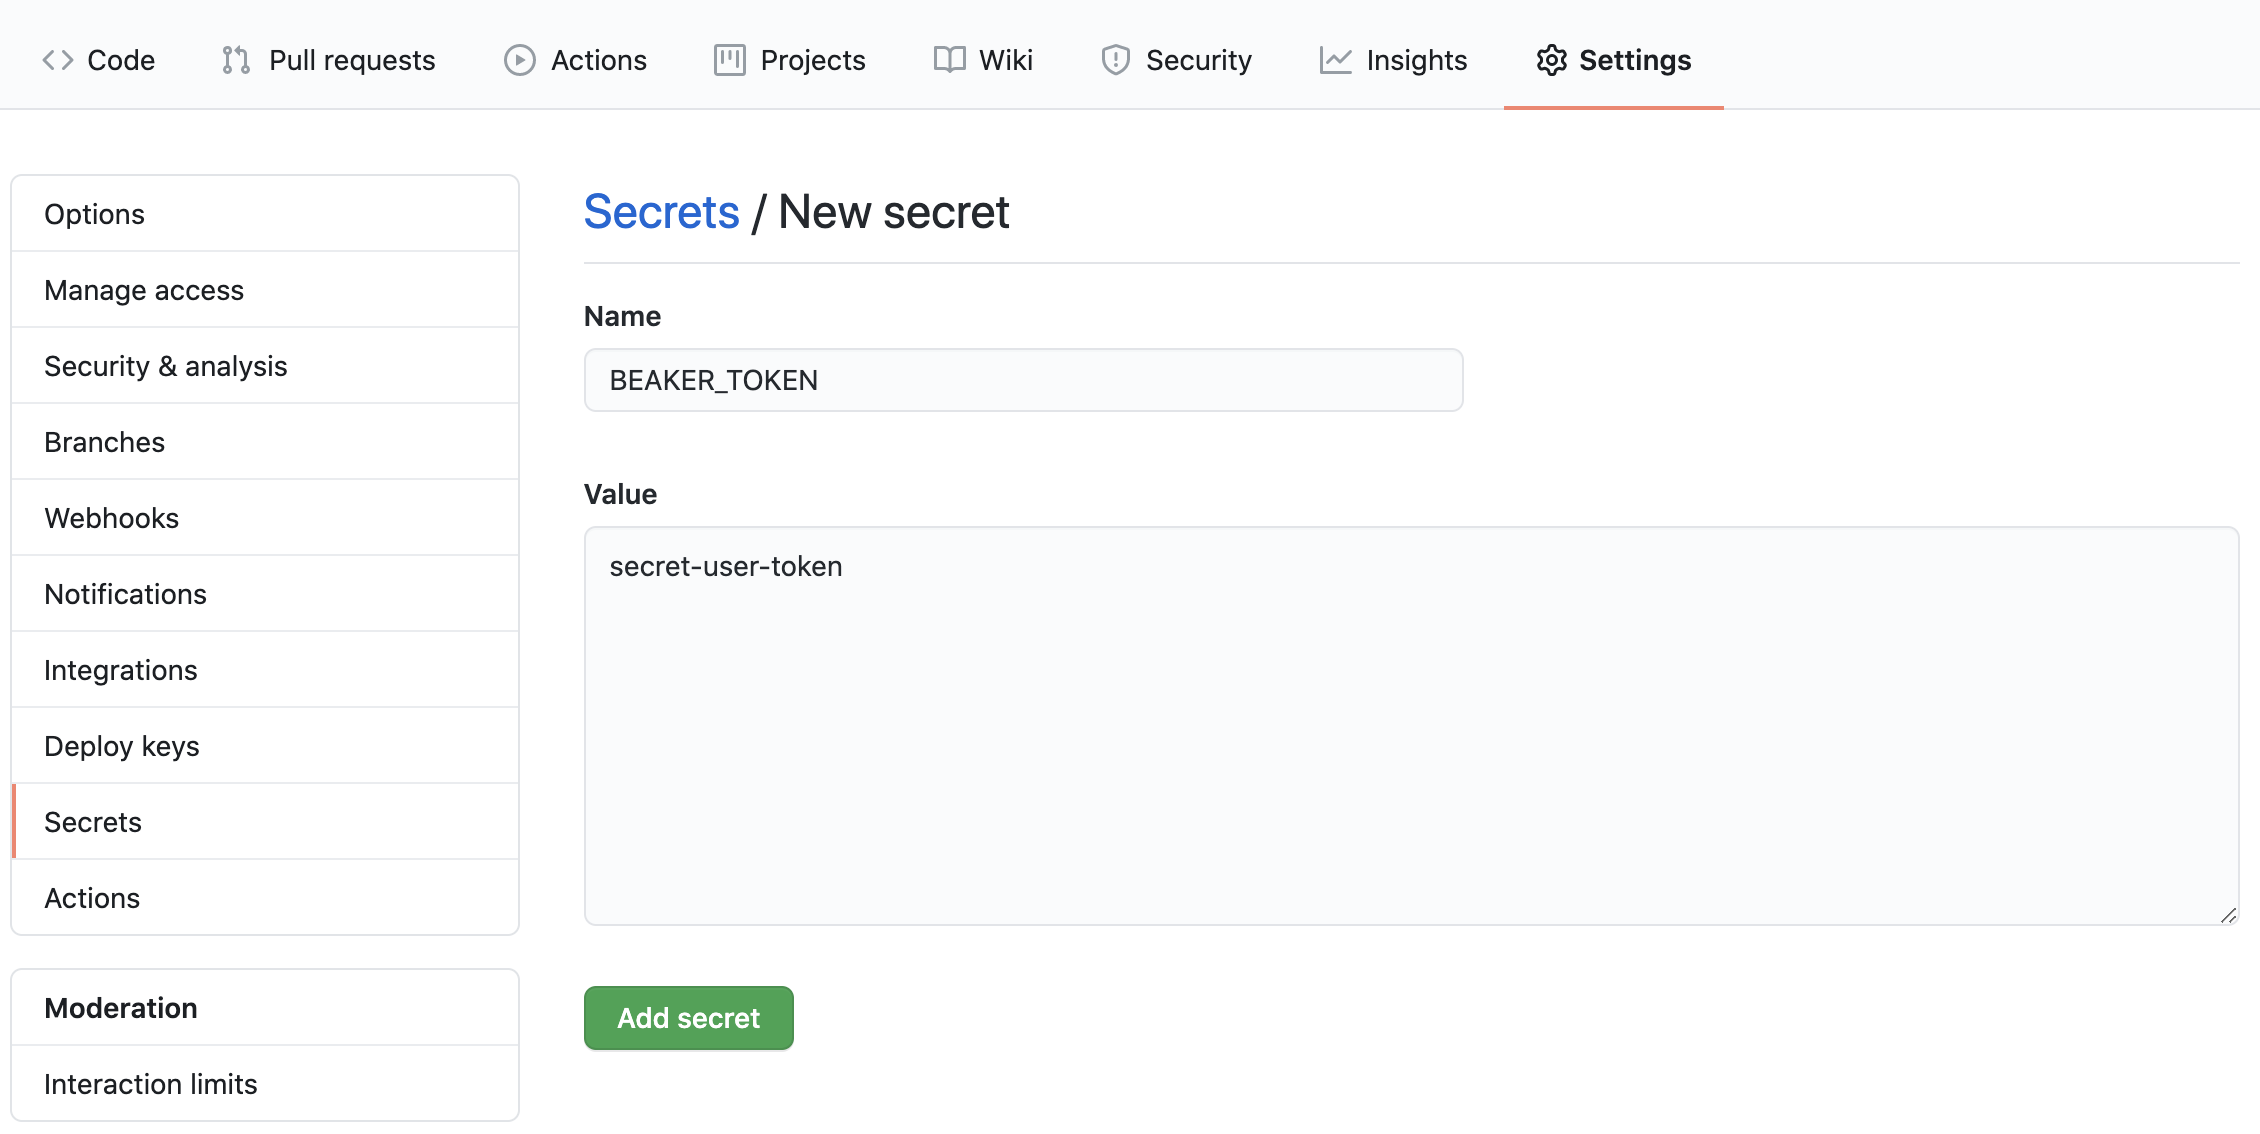 Code Pull requests Actions Projects Wiki Security Insights Settings
Options
Manage access
Security & analysis
Branches
Webhooks
Notifications
Integrations
Deploy keys
Secrets
Actions
Moderation
Interaction limits
Secrets / New secret
Name
BEAKER_TOKEN
Value
secret-user-token
Add secret